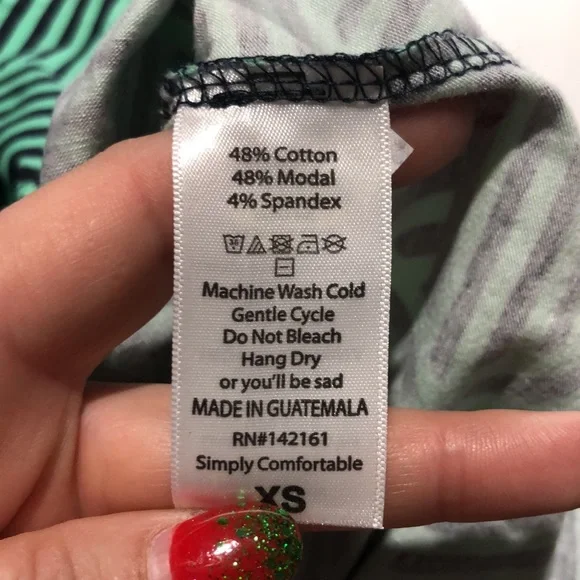 48% Cotton
48% Modal
4% Spandex
30
Machine Wash Cold
Gentle Cycle
Do Not Bleach
Hang Dry
or you'll be sad
MADE IN GUATEMALA
RN#142161
Simply Comfortable
XS